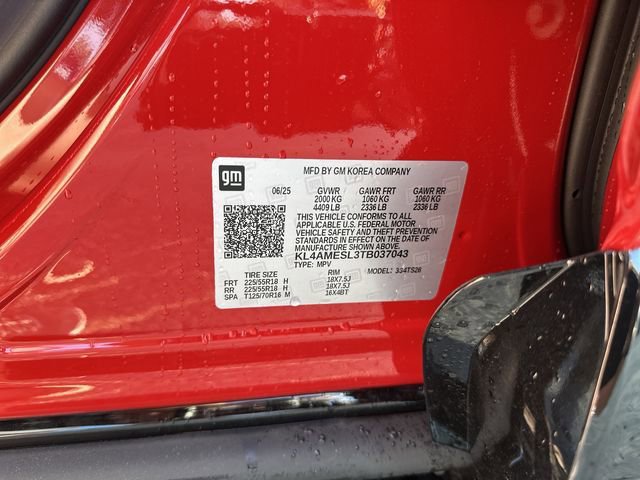 gm
MFD BY GM KOREA COMPANY
06/25 GVWR GAWR FRT GAWR RR
2000 KG 1060 KG 1060 KG
4409 LB 2336 LB 2336 LB
THIS VEHICLE CONFORMS TO ALL
APPLICABLE U.S. FEDERAL MOTOR
VEHICLE SAFETY AND THEFT PREVENTION
STANDARDS IN EFFECT ON THE DATE OF
MANUFACTURE SHOWN ABOVE.
KL4AMESL3TB037043
TYPE: MPV MODEL: 334TS26
TIRE SIZE RIM
FRT 225/55R18 H 18X7.5J
RR 225/55R18 H 18X7.5J
SPA T125/70R16 M 16X4BT